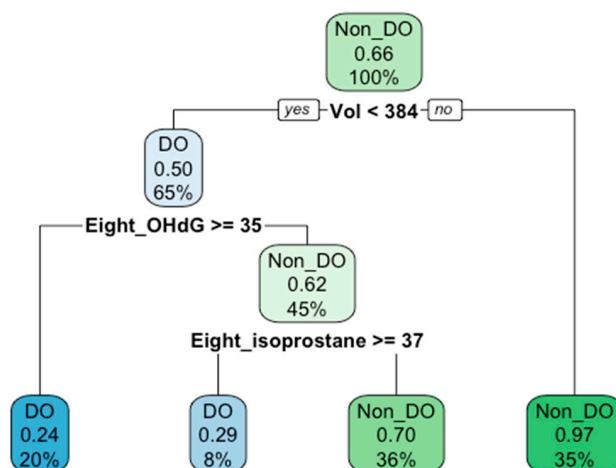 Non_DO
0.66
100%
yes Vol < 384 no
DO
0.50
65%
Eight_OHdG >= 35
Non_DO
0.62
45%
Eight_isoprostane >= 37
DO
0.24
20%
DO
0.29
8%
Non_DO
0.70
36%
Non_DO
0.97
35%